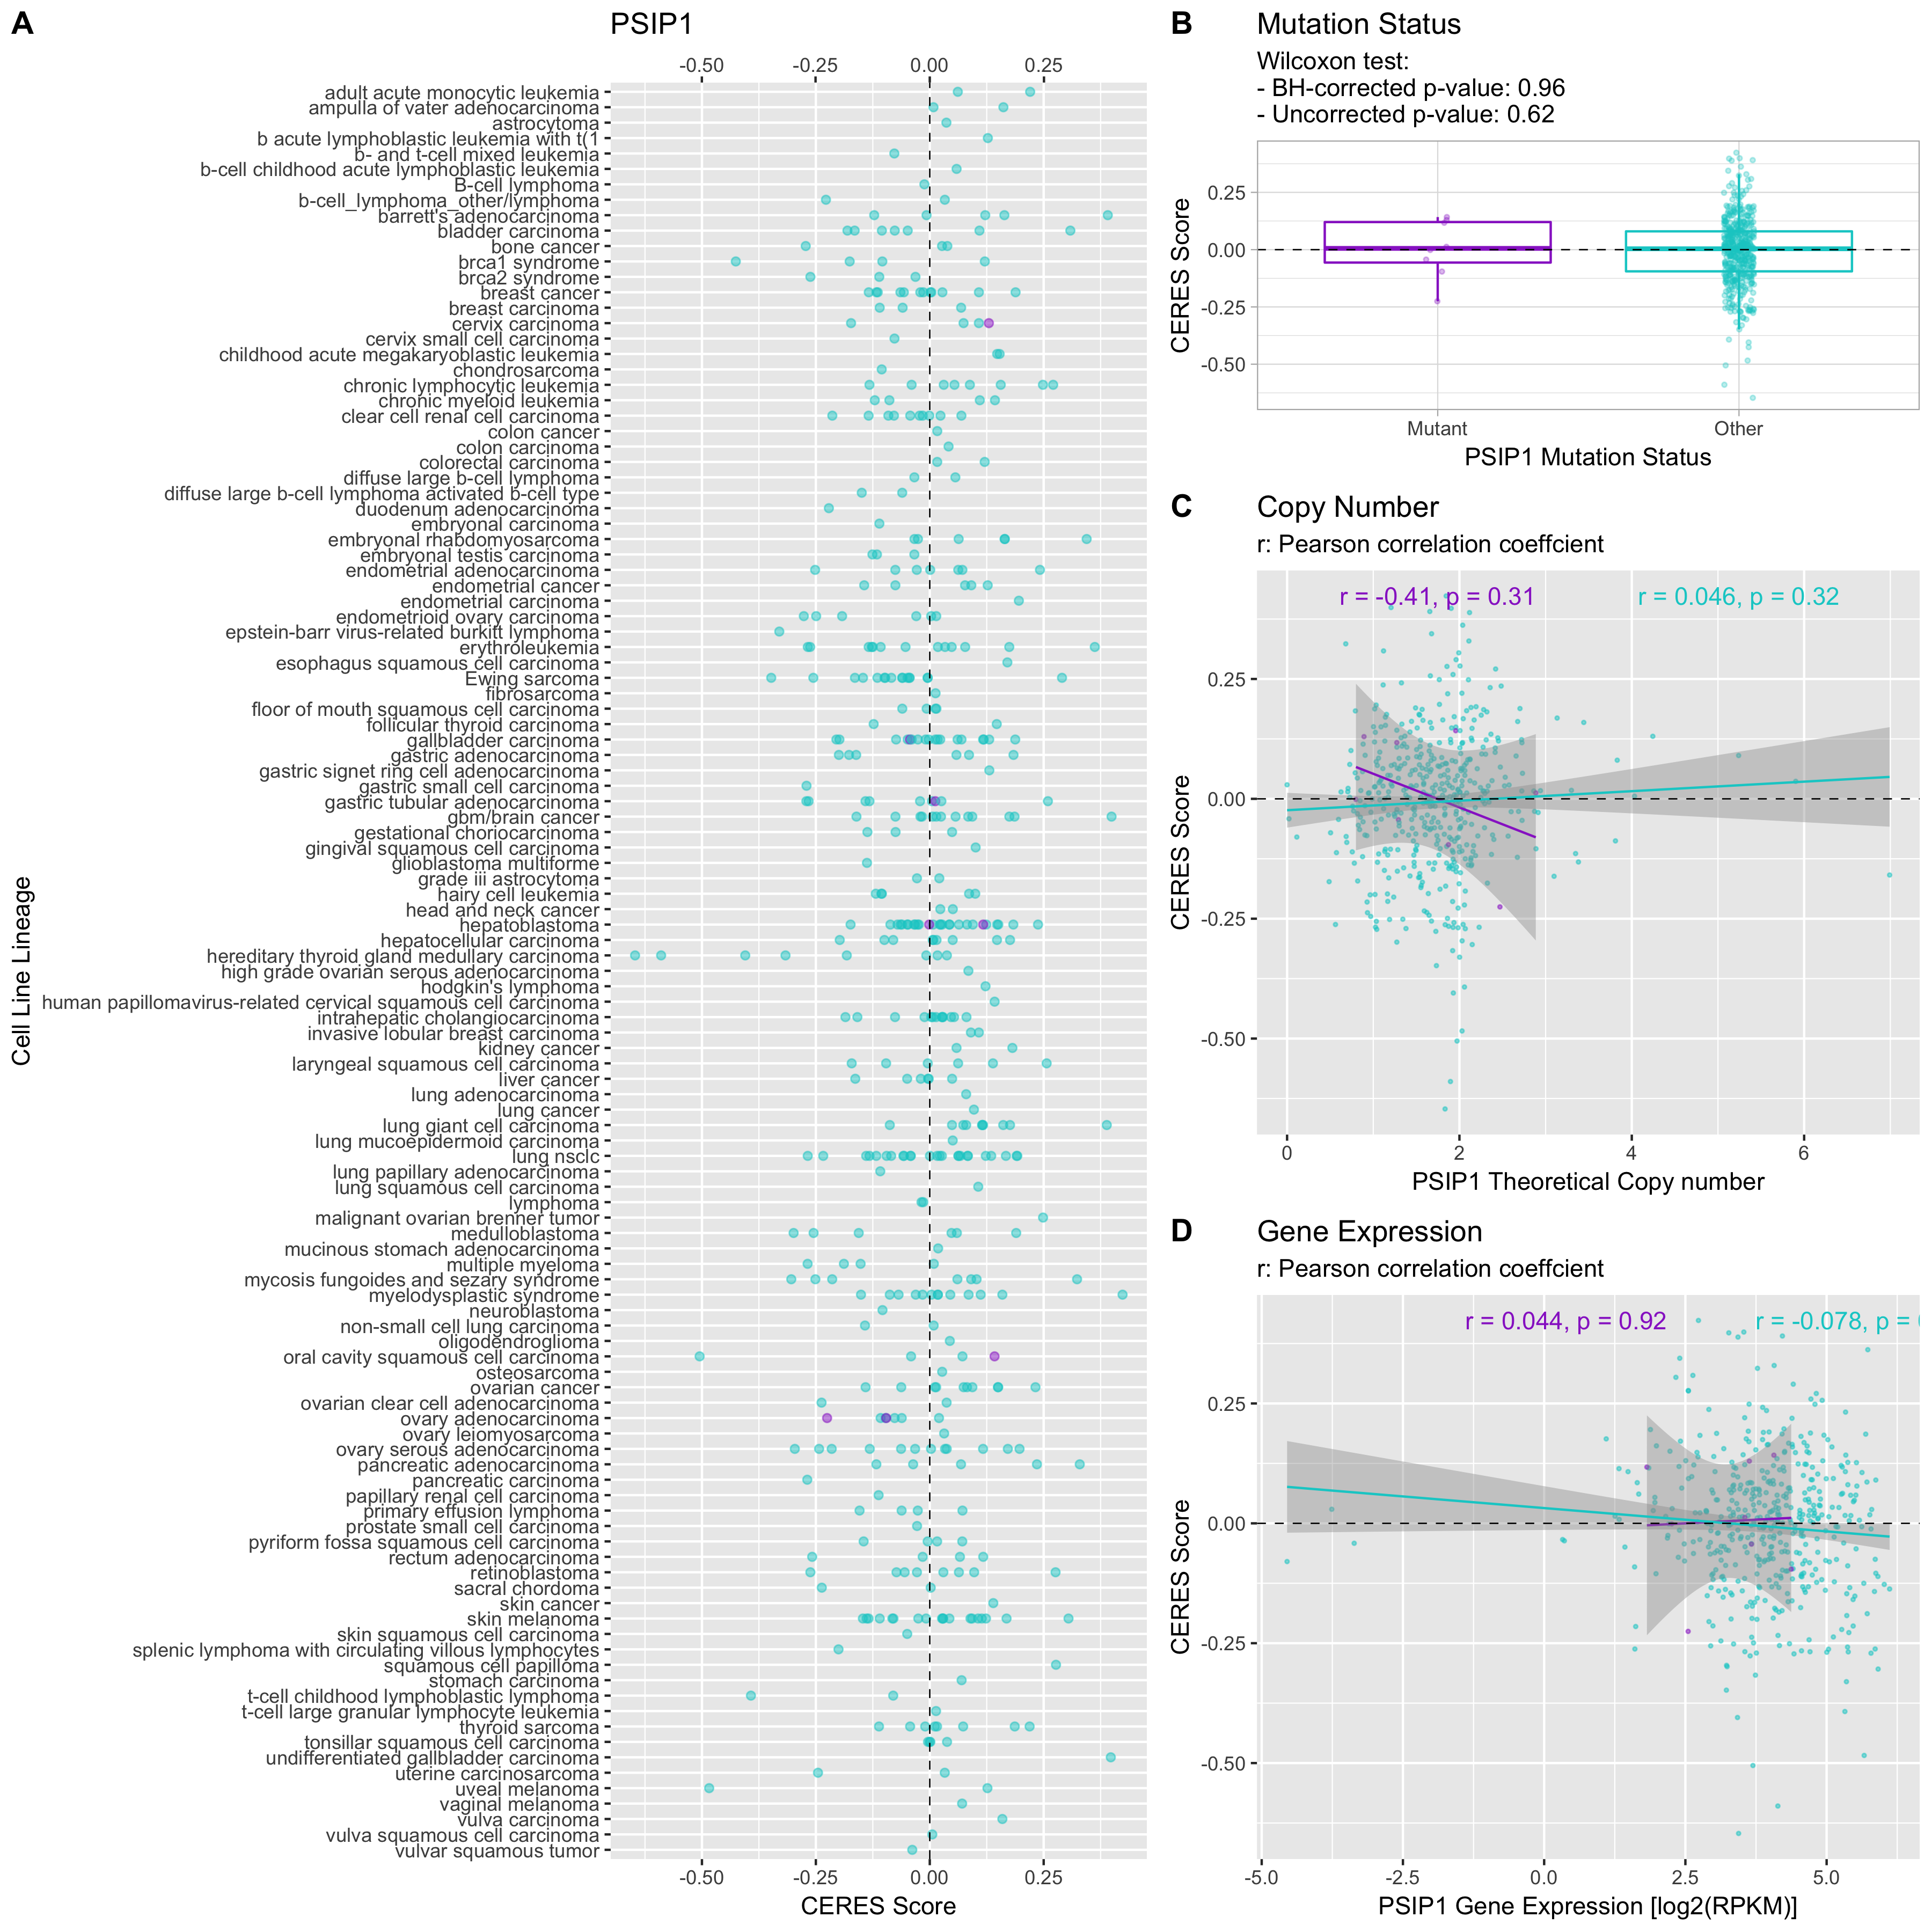 A
PSIP1
-0.50 -0.25 0.00 0.25
Cell Line Lineage
adult acute monocytic leukemia
ampulla of vater adenocarcinoma
astrocytoma
b acute lymphoblastic leukemia with t(1
b- and t-cell mixed leukemia
b-cell childhood acute lymphoblastic leukemia
B-cell lymphoma
b-cell_lymphoma_other/lymphoma
barrett's adenocarcinoma
bladder carcinoma
bone cancer
brca1 syndrome
brca2 syndrome
breast cancer
breast carcinoma
cervix carcinoma
cervix small cell carcinoma
childhood acute megakaryoblastic leukemia
chondrosarcoma
chronic lymphocytic leukemia
chronic myeloid leukemia
clear cell renal cell carcinoma
colon cancer
colon carcinoma
colorectal carcinoma
diffuse large b-cell lymphoma
diffuse large b-cell lymphoma activated b-cell type
duodenum adenocarcinoma
embryonal carcinoma
embryonal rhabdomyosarcoma
embryonal testis carcinoma
endometrial adenocarcinoma
endometrial cancer
endometrial carcinoma
endometrioid ovary carcinoma
epstein-barr virus-related burkitt lymphoma
erythroleukemia
esophagus squamous cell carcinoma
Ewing sarcoma
fibrosarcoma
floor of mouth squamous cell carcinoma
follicular thyroid carcinoma
gallbladder carcinoma
gastric adenocarcinoma
gastric signet ring cell adenocarcinoma
gastric small cell carcinoma
gastric tubular adenocarcinoma
gbm/brain cancer
gestational choriocarcinoma
gingival squamous cell carcinoma
glioblastoma multiforme
grade iii astrocytoma
hairy cell leukemia
head and neck cancer
hepatoblastoma
hepatocellular carcinoma
hereditary thyroid gland medullary carcinoma
high grade ovarian serous adenocarcinoma
hodgkin's lymphoma
human papillomavirus-related cervical squamous cell carcinoma
intrahepatic cholangiocarcinoma
invasive lobular breast carcinoma
kidney cancer
laryngeal squamous cell carcinoma
liver cancer
lung adenocarcinoma
lung cancer
lung giant cell carcinoma
lung mucoepidermoid carcinoma
lung nsclc
lung papillary adenocarcinoma
lung squamous cell carcinoma
lymphoma
malignant ovarian brenner tumor
medulloblastoma
mucinous stomach adenocarcinoma
multiple myeloma
mycosis fungoides and sezary syndrome
myelodysplastic syndrome
neuroblastoma
non-small cell lung carcinoma
oligodendroglioma
oral cavity squamous cell carcinoma
osteosarcoma
ovarian cancer
ovarian clear cell adenocarcinoma
ovary adenocarcinoma
ovary leiomyosarcoma
ovary serous adenocarcinoma
pancreatic adenocarcinoma
pancreatic carcinoma
papillary renal cell carcinoma
primary effusion lymphoma
prostate small cell carcinoma
pyriform fossa squamous cell carcinoma
rectum adenocarcinoma
retinoblastoma
sacral chordoma
skin cancer
skin melanoma
skin squamous cell carcinoma
splenic lymphoma with circulating villous lymphocytes
squamous cell papilloma
stomach carcinoma
t-cell childhood lymphoblastic lymphoma
t-cell large granular lymphocyte leukemia
thyroid sarcoma
tonsillar squamous cell carcinoma
undifferentiated gallbladder carcinoma
uterine carcinosarcoma
uveal melanoma
vaginal melanoma
vulva carcinoma
vulva squamous cell carcinoma
vulvar squamous tumor
-0.50 -0.25 0.00 0.25
CERES Score
B
Mutation Status
Wilcoxon test:
- BH-corrected p-value: 0.96
- Uncorrected p-value: 0.62
CERES Score
0.25
0.00
-0.25
-0.50
Mutant Other
PSIP1 Mutation Status
C
Copy Number
r: Pearson correlation coeffcient
r = -0.41, p = 0.31 r = 0.046, p = 0.32
CERES Score
0.25
0.00
-0.25
-0.50
0 2 4 6
PSIP1 Theoretical Copy number
D
Gene Expression
r: Pearson correlation coeffcient
r = 0.044, p = 0.92 r = -0.078, p =
CERES Score
0.25
0.00
-0.25
-0.50
-5.0 -2.5 0.0 2.5 5.0
PSIP1 Gene Expression [log2(RPKM)]